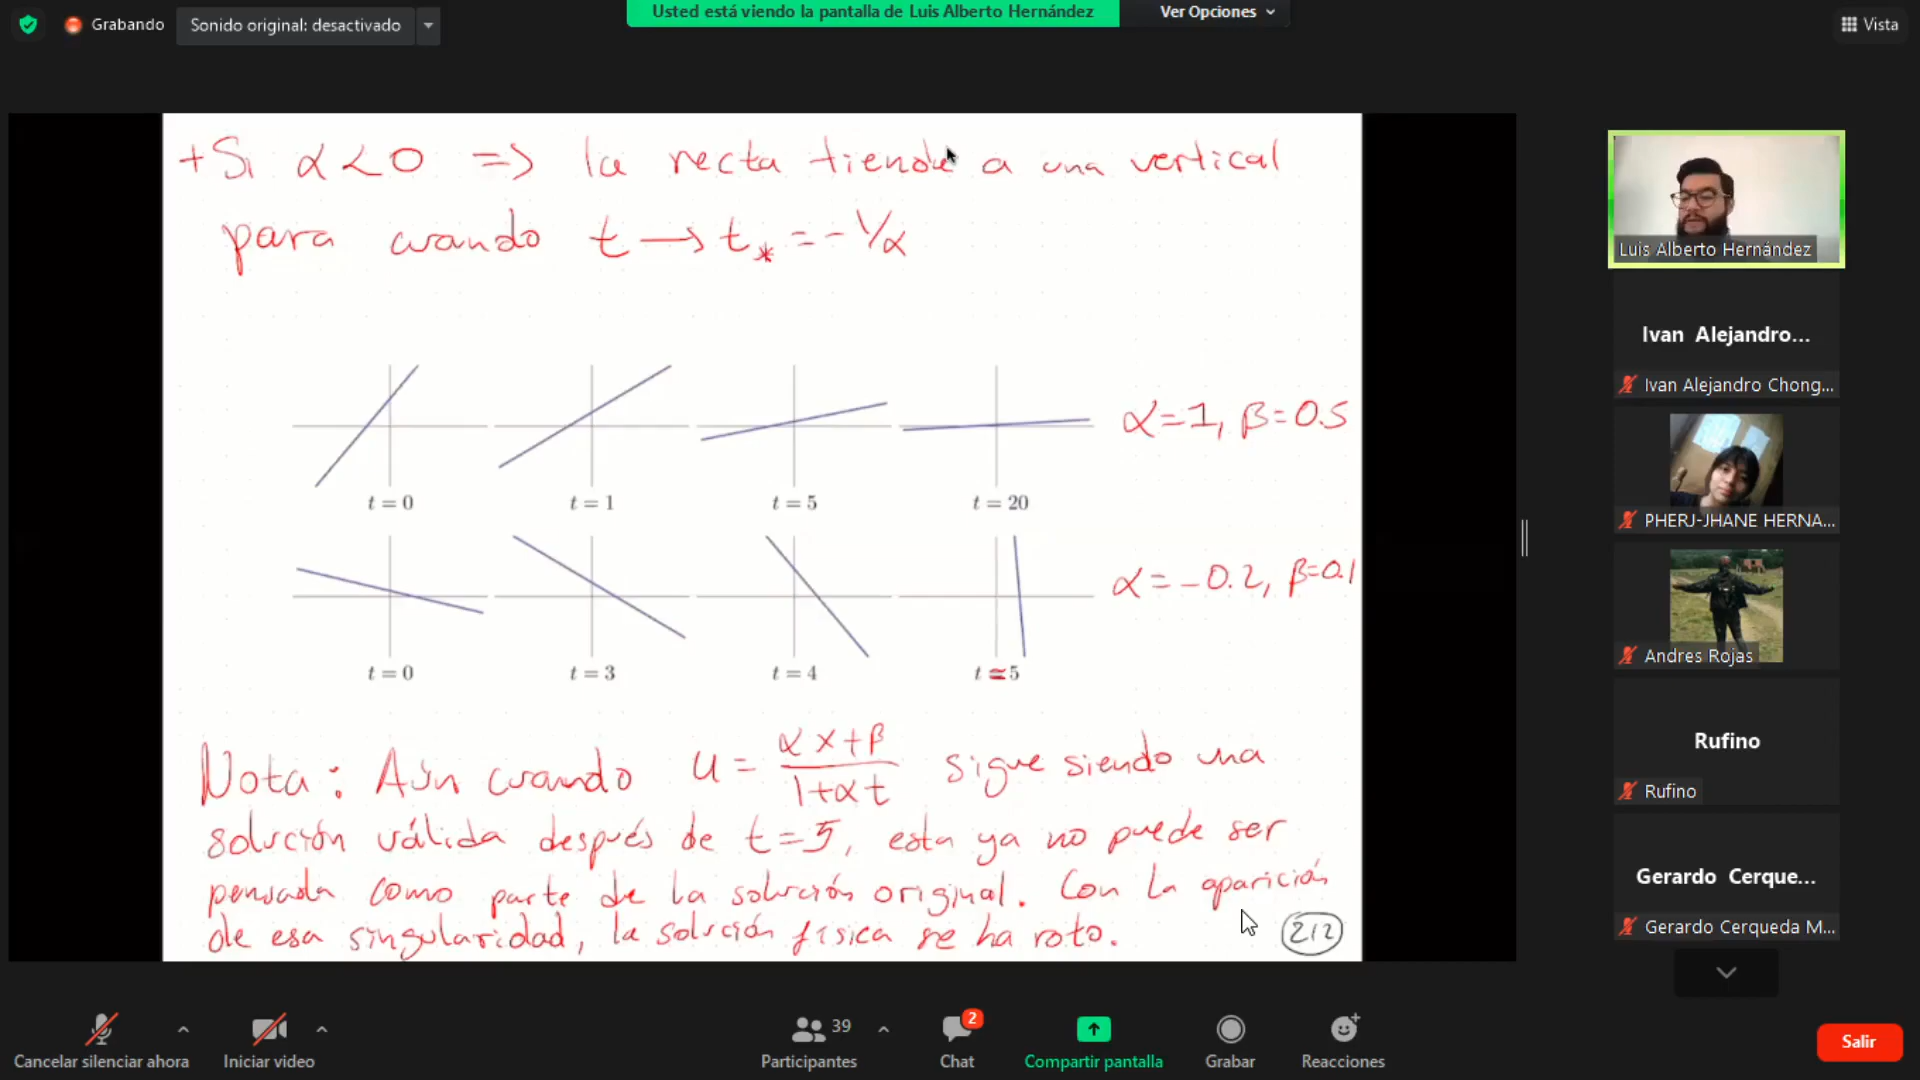 Grabando
Sonido original: desactivado
Usted está viendo la pantalla de Luis Alberto Hernández
Ver Opciones
Vista
+ Si α<0 => la recta tiende a una vertical
para cuando t → t* = -1/α
α=1, β=0.5
t = 0
t = 1
t = 5
t = 20
α=-0.2, β=0.1
t = 0
t = 3
t = 4
t ≃ 5
Nota: Aún cuando u = αx+β / 1+αt sigue siendo una
solución válida después de t=5, esta ya no puede ser
pensada como parte de la solución original. Con la aparición
de esa singularidad, la solución física se ha roto.
212
Luis Alberto Hernández
Ivan Alejandro...
Ivan Alejandro Chong...
PHERJ-JHANE HERNA...
Andres Rojas
Rufino
Rufino
Gerardo Cerque...
Gerardo Cerqueda M...
Cancelar silenciar ahora
Iniciar video
39
Participantes
2
Chat
Compartir pantalla
Grabar
Reacciones
Salir